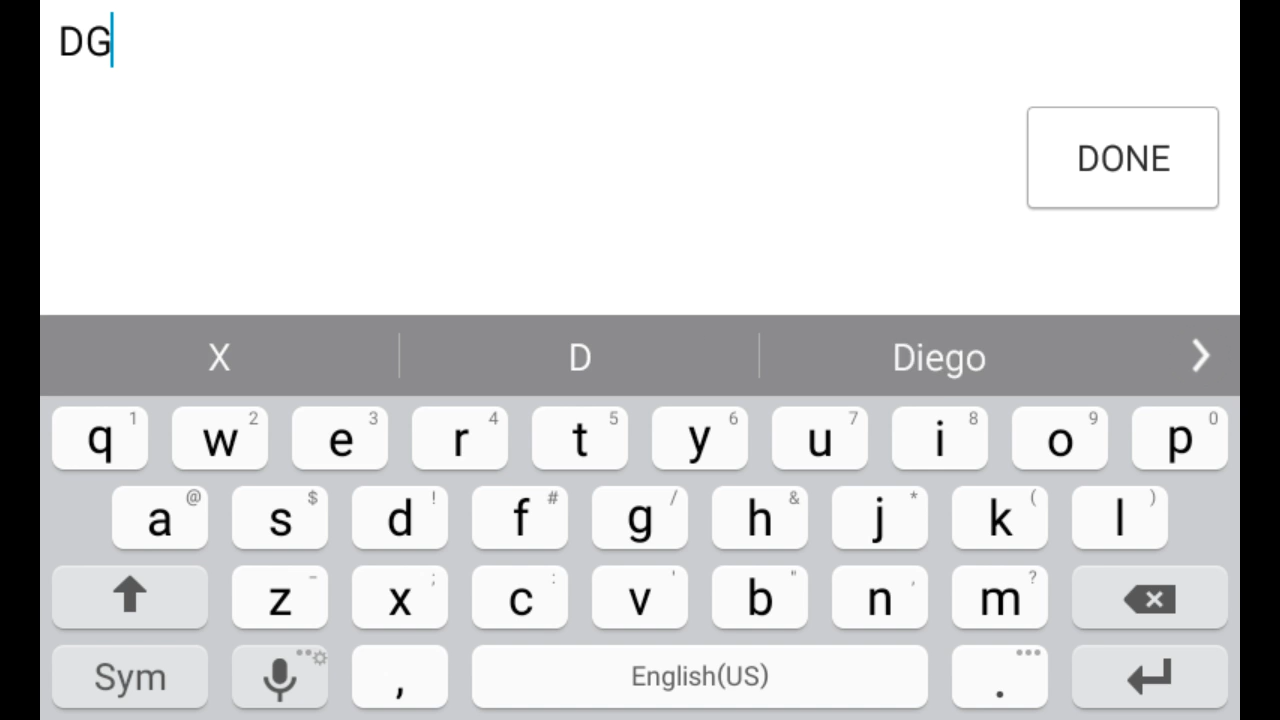 DG
DONE
X D Diego
q 1 w 2 e 3 r 4 t 5 y 6 u 7 i 8 o 9 p 0
a @ s $ d ! f # g / h & j * k ( l )
z - x ; c : v ' b " n , m ?
Sym , English(US) .